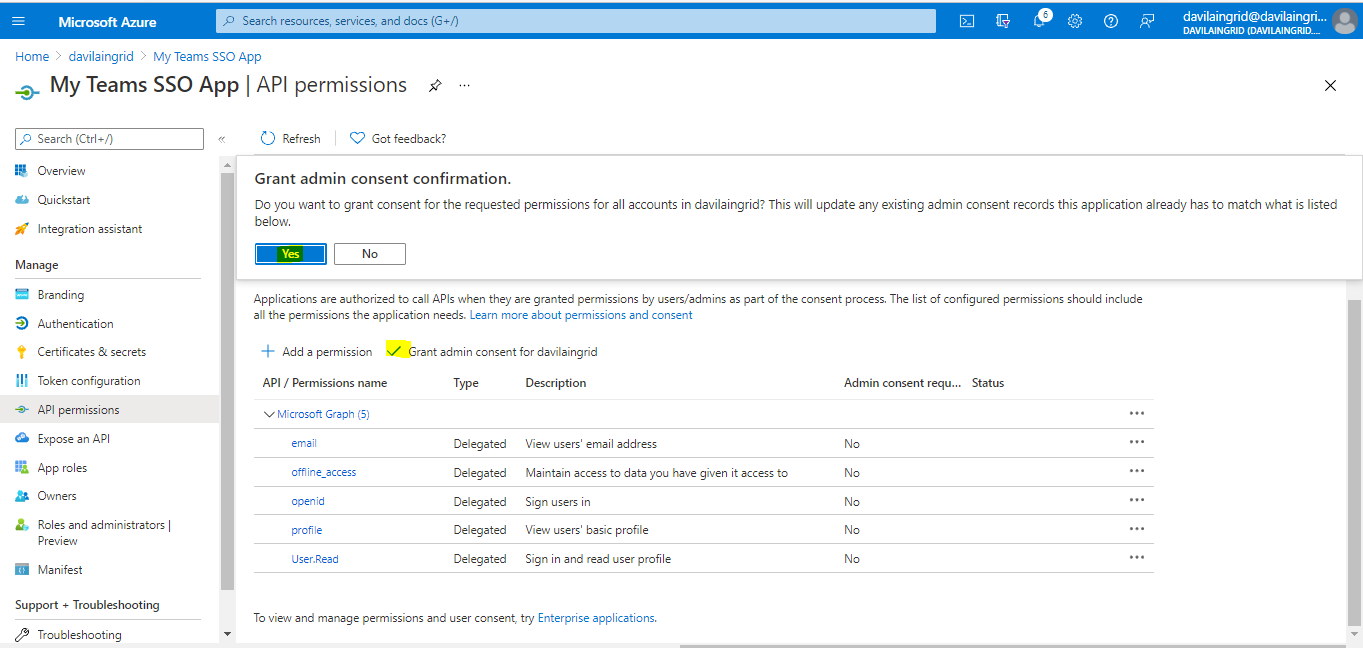 Microsoft Azure
Search resources, services, and docs (G+/)
6
davilaingrid@davilaingri...
DAVILAINGRID (DAVILAINGRID....
Home > davilaingrid > My Teams SSO App
My Teams SSO App | API permissions
...
Search (Ctrl+/)
«
Refresh
Got feedback?
Overview
Quickstart
Integration assistant
Manage
Branding
Authentication
Certificates & secrets
Token configuration
API permissions
Expose an API
App roles
Owners
Roles and administrators |
Preview
Manifest
Support + Troubleshooting
Troubleshooting
Grant admin consent confirmation.
Do you want to grant consent for the requested permissions for all accounts in davilaingrid? This will update any existing admin consent records this application already has to match what is listed
below.
Yes
No
Applications are authorized to call APIs when they are granted permissions by users/admins as part of the consent process. The list of configured permissions should include
all the permissions the application needs. Learn more about permissions and consent
+ Add a permission
Grant admin consent for davilaingrid
API / Permissions name Type Description Admin consent requ... Status
Microsoft Graph (5) ...
email Delegated View users' email address No ...
offline_access Delegated Maintain access to data you have given it access to No ...
openid Delegated Sign users in No ...
profile Delegated View users' basic profile No ...
User.Read Delegated Sign in and read user profile No ...
To view and manage permissions and user consent, try Enterprise applications.